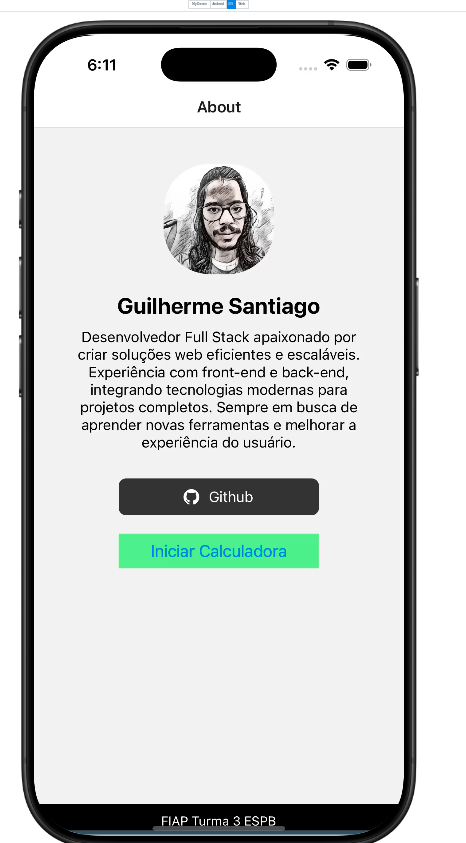 My Device Android iOS Web
6:11
About
Guilherme Santiago
Desenvolvedor Full Stack apaixonado por
criar soluções web eficientes e escaláveis.
Experiência com front-end e back-end,
integrando tecnologias modernas para
projetos completos. Sempre em busca de
aprender novas ferramentas e melhorar a
experiência do usuário.
Github
Iniciar Calculadora
FIAP Turma 3 ESPB